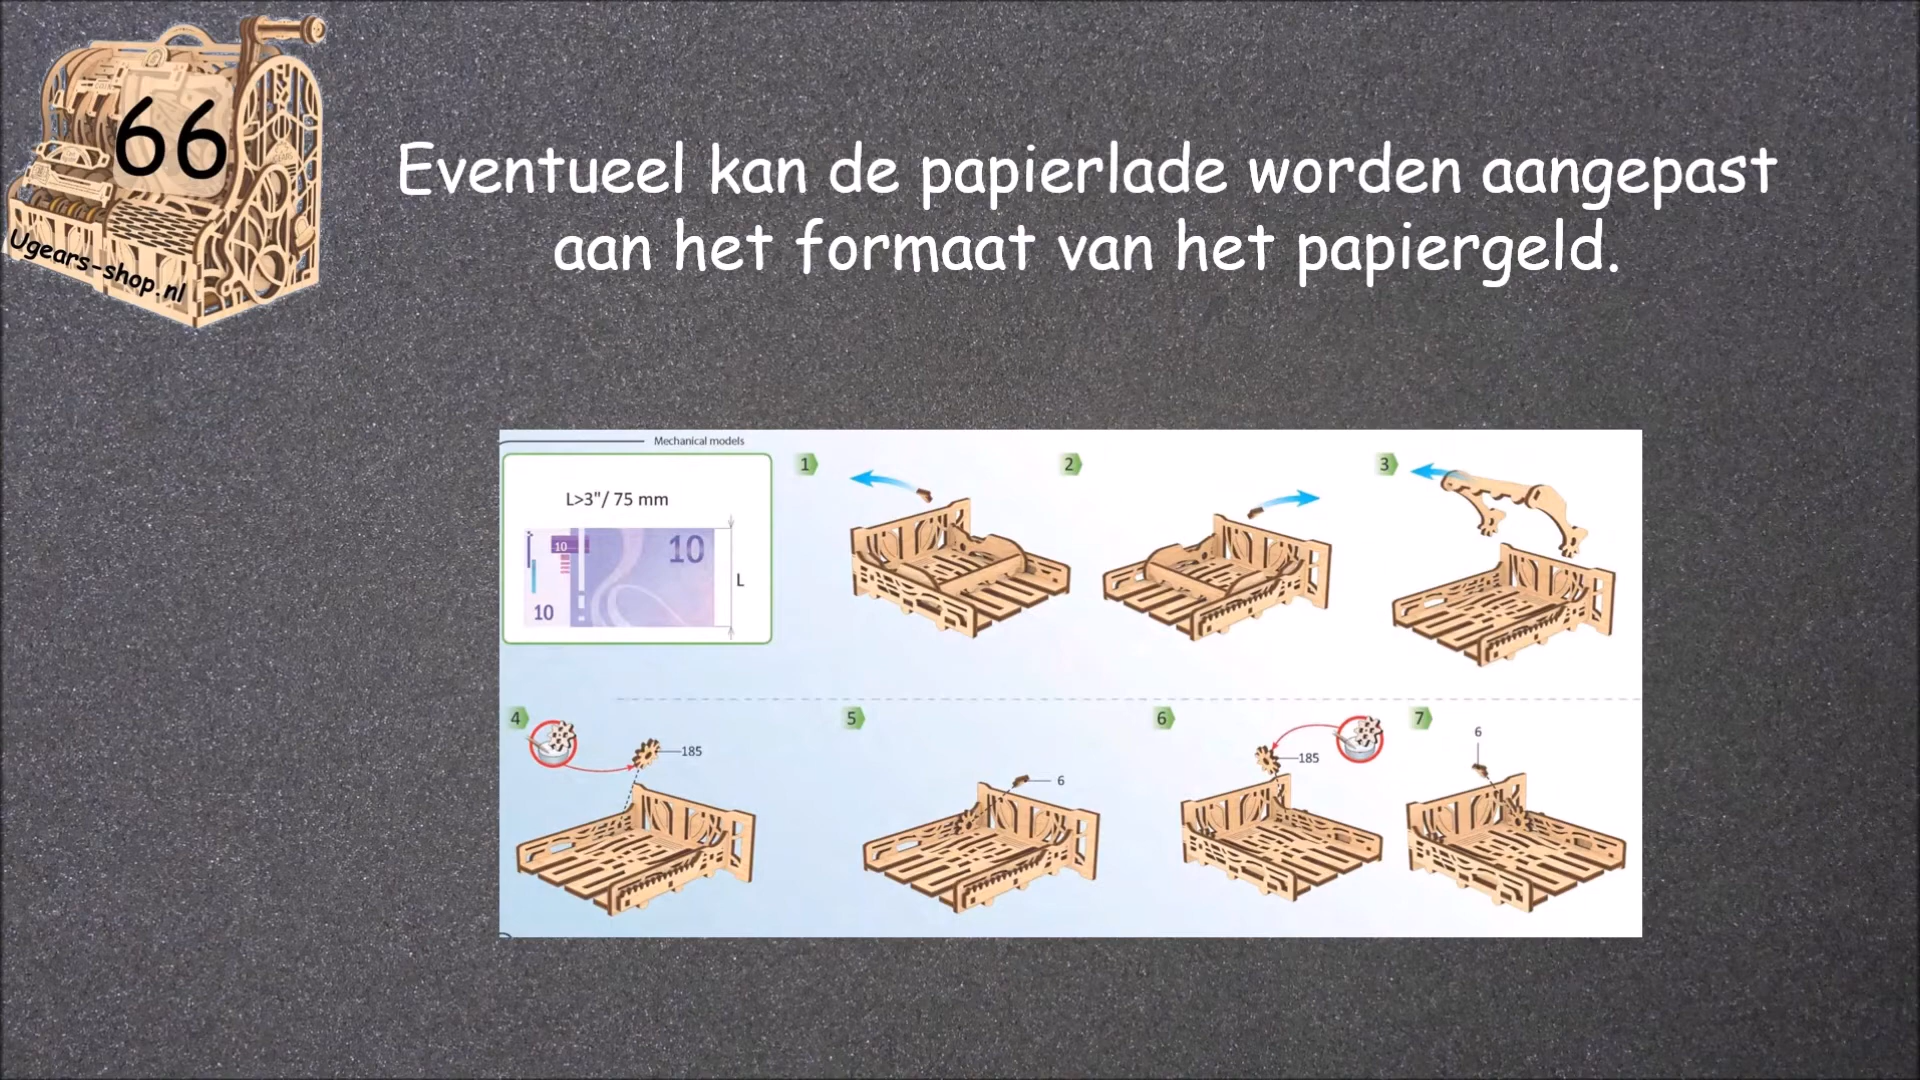 66
Ugears-shop.nl
Eventueel kan de papierlade worden aangepast
aan het formaat van het papiergeld.
Mechanical models
L>3"/ 75 mm
10
10
10
L
1
2
3
4
185
5
6
6
185
7
6